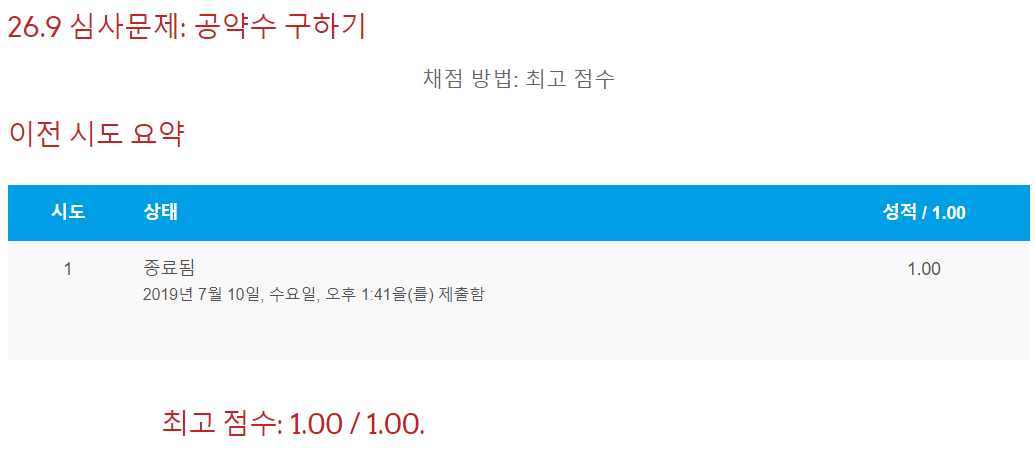 26.9 심사문제: 공약수 구하기
채점 방법: 최고 점수
이전 시도 요약
시도 상태 성적 / 1.00
1 종료됨 1.00
2019년 7월 10일, 수요일, 오후 1:41을(를) 제출함
최고 점수: 1.00 / 1.00.